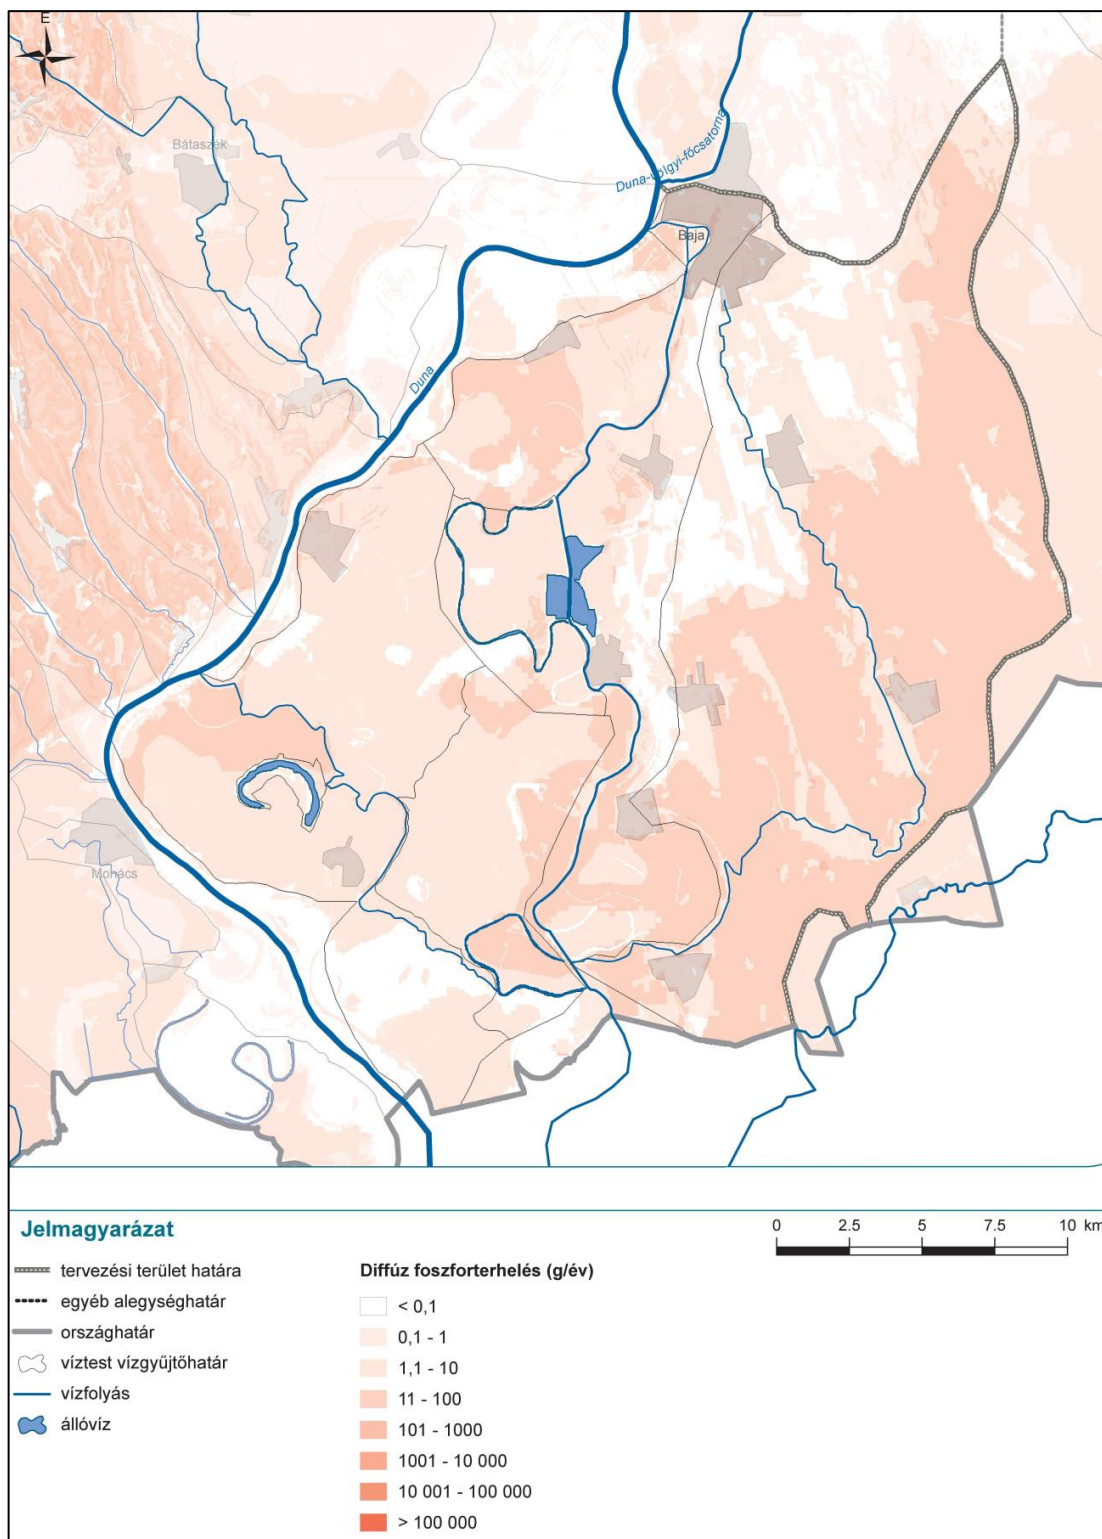 E
Bátaszék
Duna-völgyi-főcsatorna
Baja
Duna
Mohács
Jelmagyarázat
0 2.5 5 7.5 10 km
tervezési terület határa
egyéb alegységhatár
országhatár
víztest vízgyűjtőhatár
vízfolyás
állóvíz
Diffúz foszforterhelés (g/év)
< 0,1
0,1 - 1
1,1 - 10
11 - 100
101 - 1000
1001 - 10 000
10 001 - 100 000
> 100 000